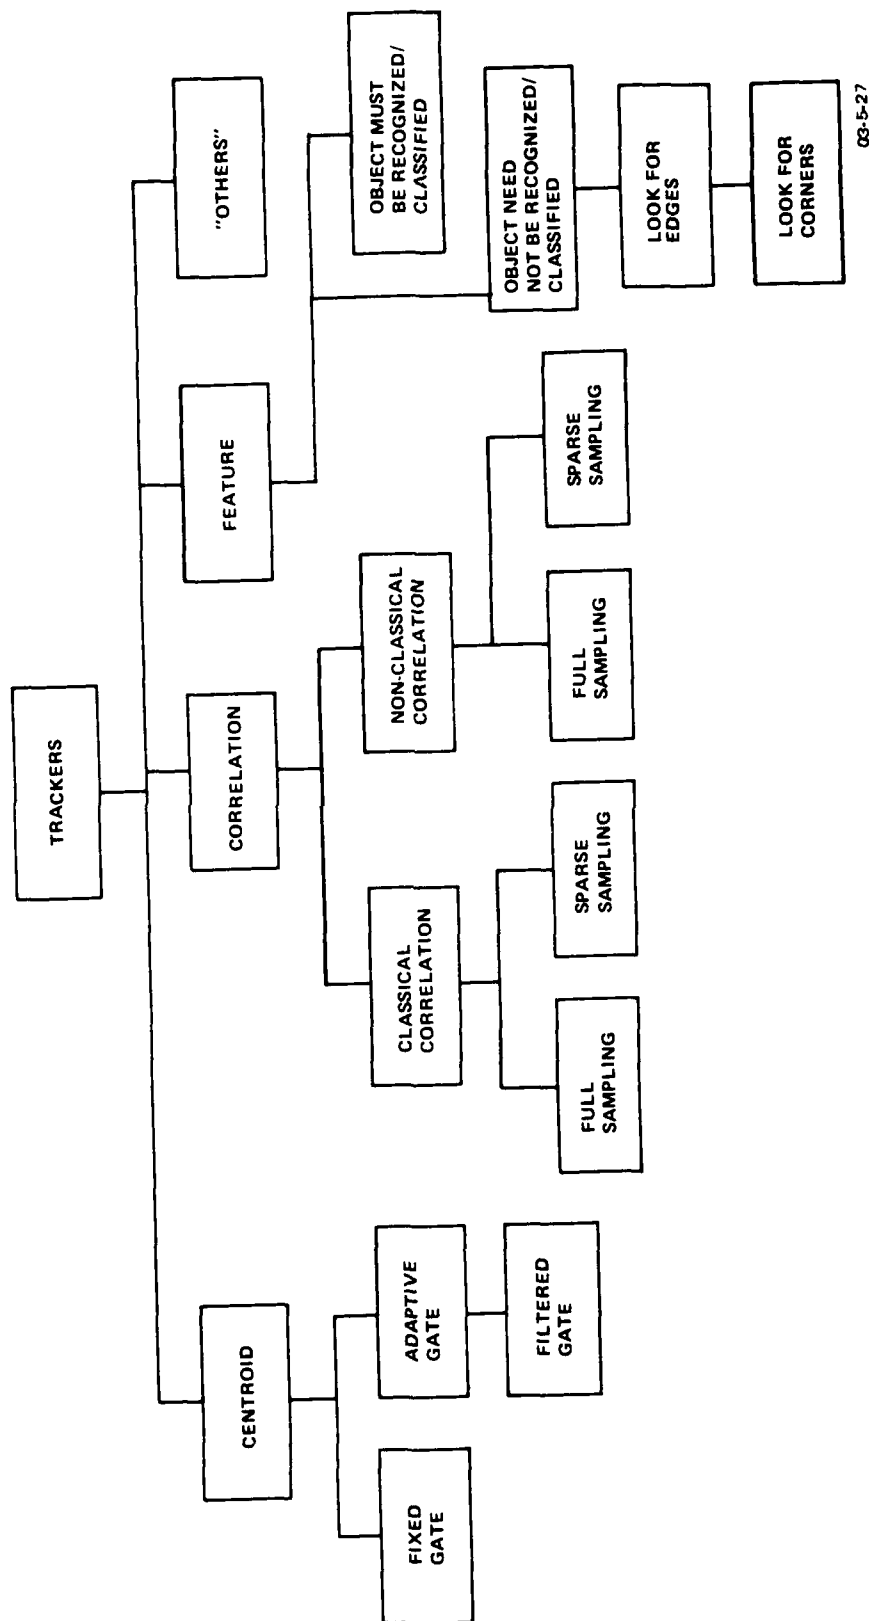 TRACKERS
CENTROID
CORRELATION
FEATURE
"OTHERS"
FIXED
GATE
ADAPTIVE
GATE
FILTERED
GATE
CLASSICAL
CORRELATION
NON-CLASSICAL
CORRELATION
FULL
SAMPLING
SPARSE
SAMPLING
FULL
SAMPLING
SPARSE
SAMPLING
OBJECT MUST
BE RECOGNIZED/
CLASSIFIED
OBJECT NEED
NOT BE RECOGNIZED/
CLASSIFIED
LOOK FOR
EDGES
LOOK FOR
CORNERS
03-5-27